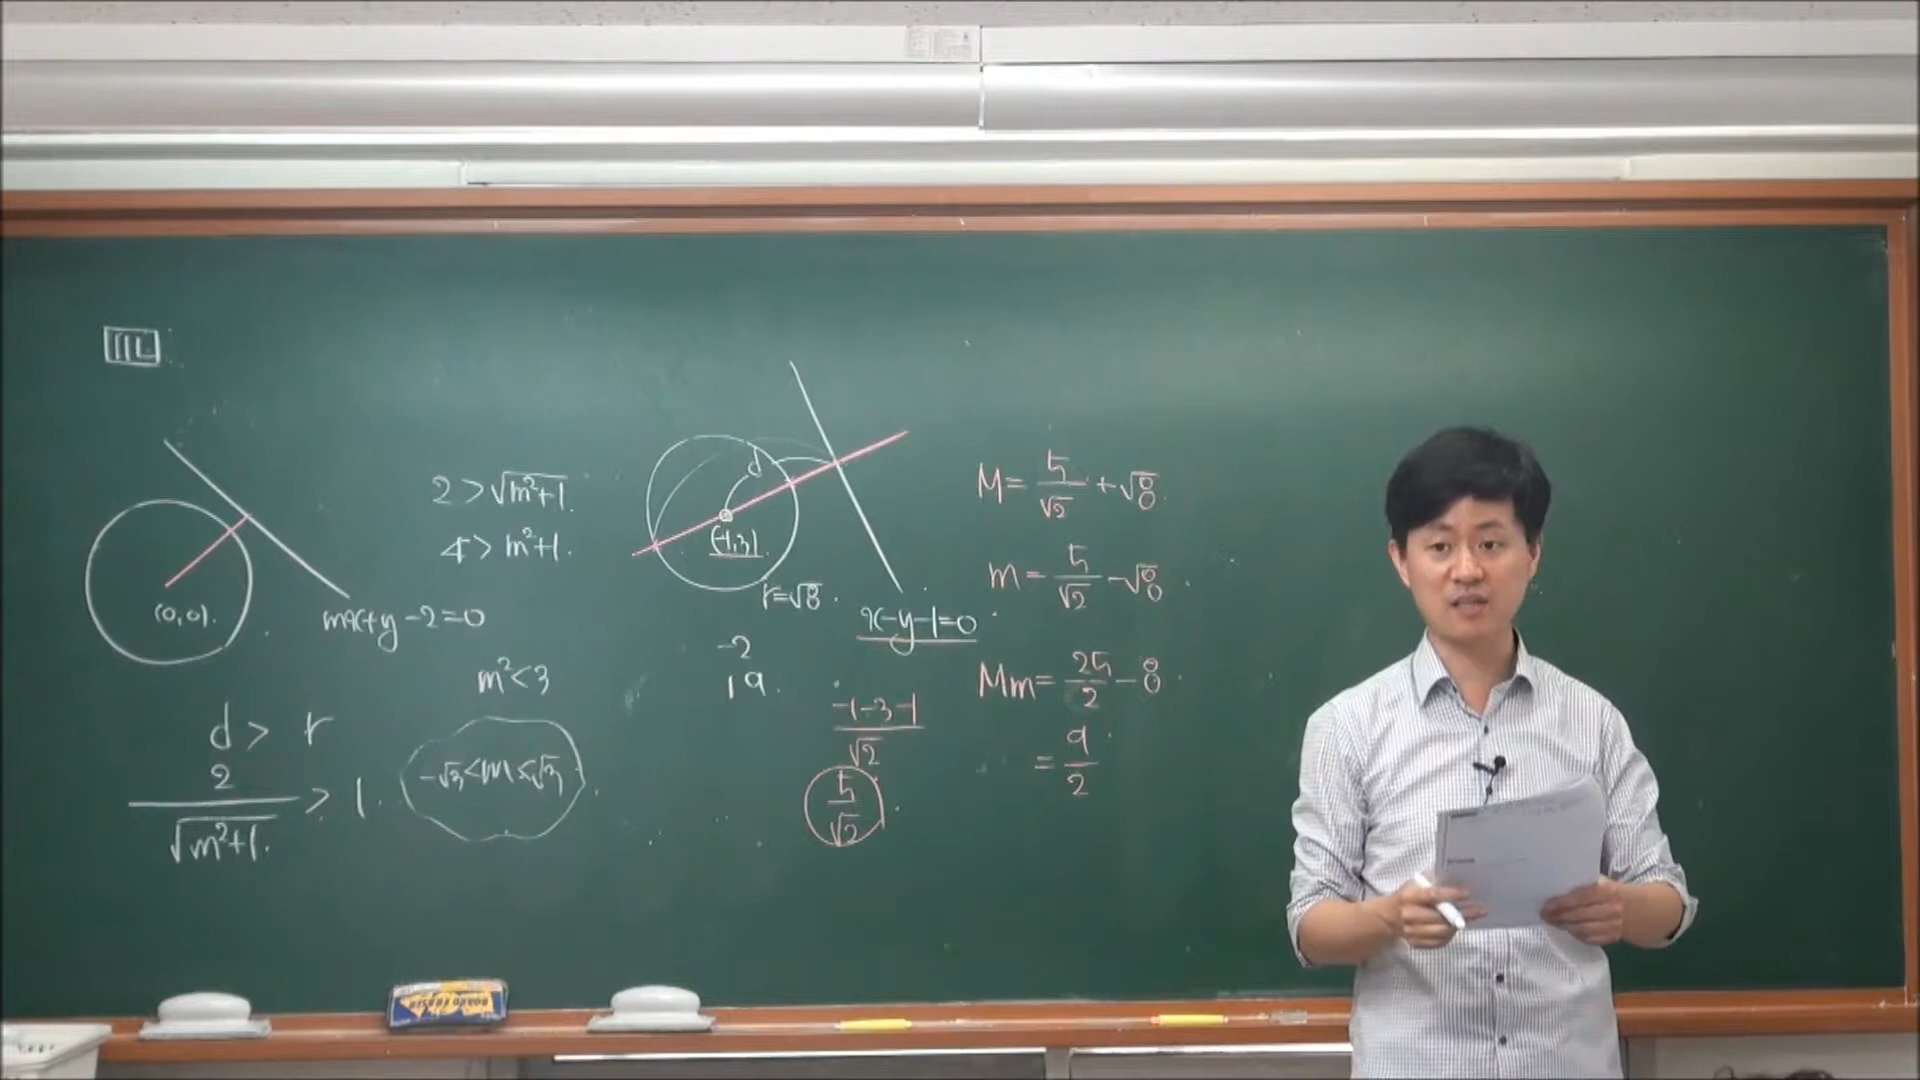 (0,0).
mx+y-2=0
d > r
2/√(m²+1) > 1.
2>√(m²+1).
4>m²+1.
m²<3
-√3<m<√3
d
(-1,3)
r=√8.
x-y-1=0
-2
19.
(-1-3-1)/√2
5/√2
M=5/√2+√8
m=5/√2-√8
Mm=25/2-8
=9/2
BOARD ERASER